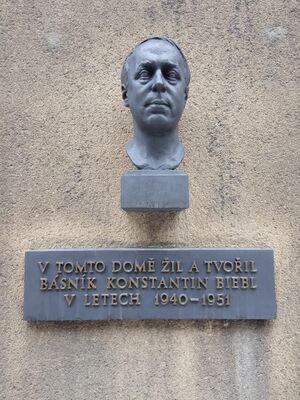 V TOMTO DOMĚ ŽIL A TVOŘIL
BÁSNÍK KONSTANTIN BIEBL
V LETECH 1940-1951